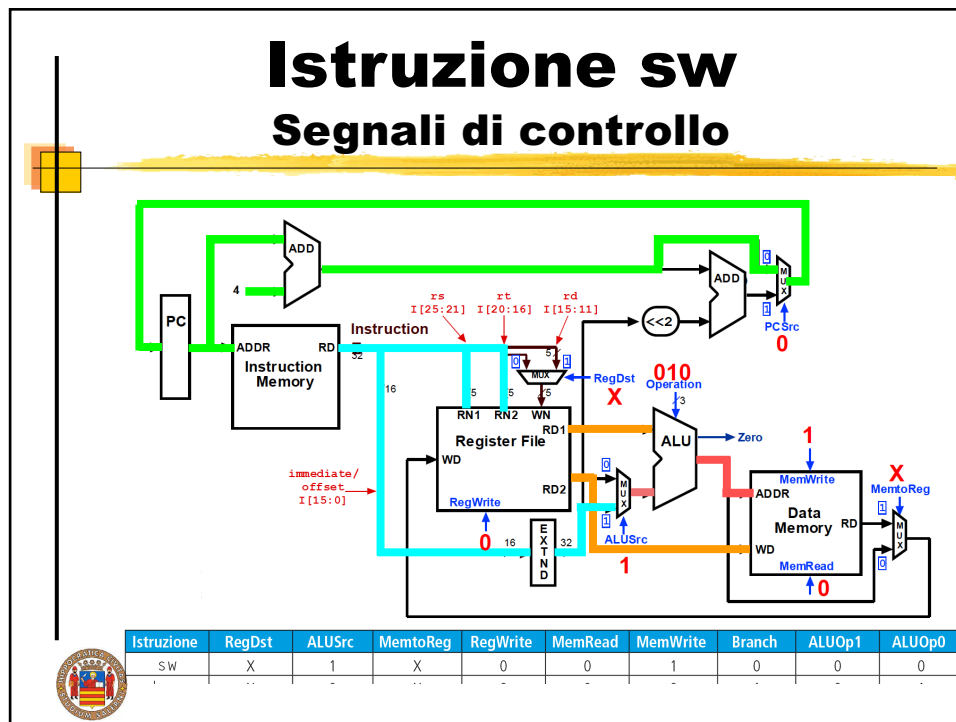 Istruzione sw
Segnali di controllo
ADD
4
ADD
0
M U X
1
PCSrc
0
<<2
PC
rs
I[25:21]
rt
I[20:16]
rd
I[15:11]
Instruction
32
ADDR
RD
Instruction
Memory
16
5
0
MUX
1
RegDst
X
010
Operation
3
5
5
5
RN1
RN2
WN
RD1
Register File
WD
RD2
RegWrite
0
ALU
Zero
immediate/
offset
I[15:0]
0
M U X
1
ALUSrc
1
16
EXTND
32
1
MemWrite
ADDR
Data
Memory
RD
WD
MemRead
0
X
MemtoReg
1
M U X
0
Istruzione RegDst ALUSrc MemtoReg RegWrite MemRead MemWrite Branch ALUOp1 ALUOp0
sw X 1 X 0 0 1 0 0 0